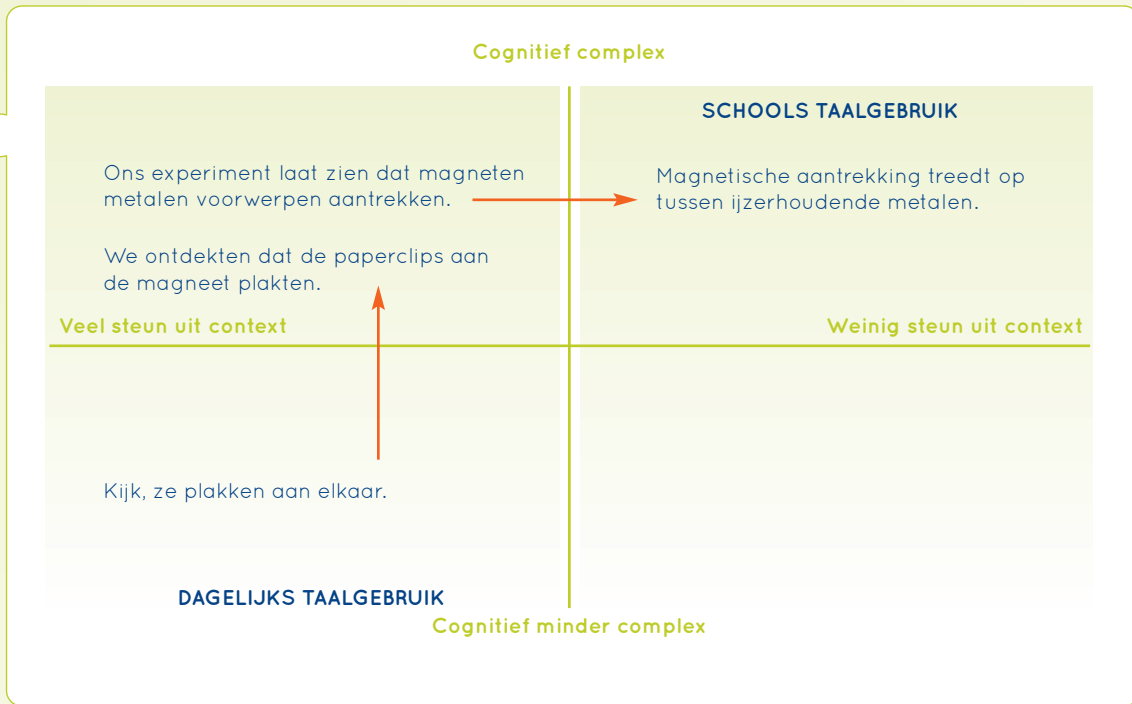 Cognitief complex
SCHOOLS TAALGEBRUIK
Ons experiment laat zien dat magneten
metalen voorwerpen aantrekken.
Magnetische aantrekking treedt op
tussen ijzerhoudende metalen.
We ontdekten dat de paperclips aan
de magneet plakten.
Veel steun uit context
Weinig steun uit context
Kijk, ze plakken aan elkaar.
DAGELIJKS TAALGEBRUIK
Cognitief minder complex